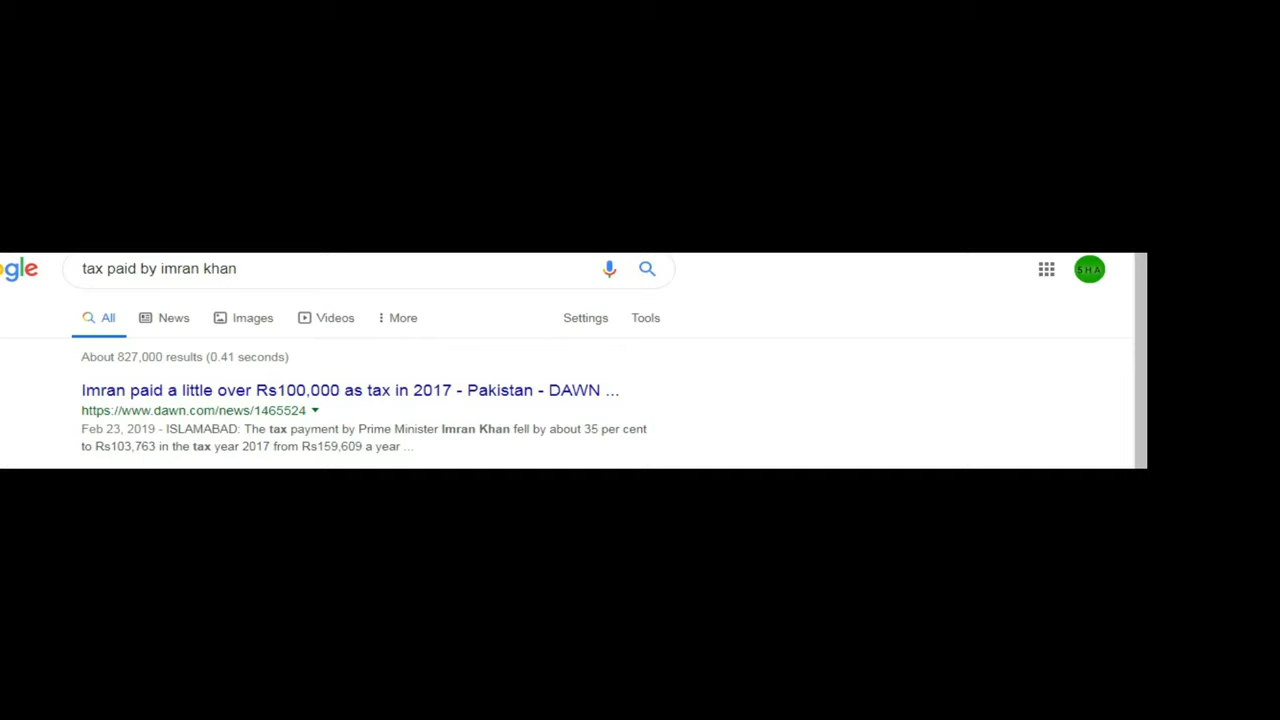 ogle tax paid by imran khan SHA
All News Images Videos More Settings Tools
About 827,000 results (0.41 seconds)
Imran paid a little over Rs100,000 as tax in 2017 - Pakistan - DAWN ...
https://www.dawn.com/news/1465524
Feb 23, 2019 - ISLAMABAD: The tax payment by Prime Minister Imran Khan fell by about 35 per cent
to Rs103,763 in the tax year 2017 from Rs159,609 a year ...